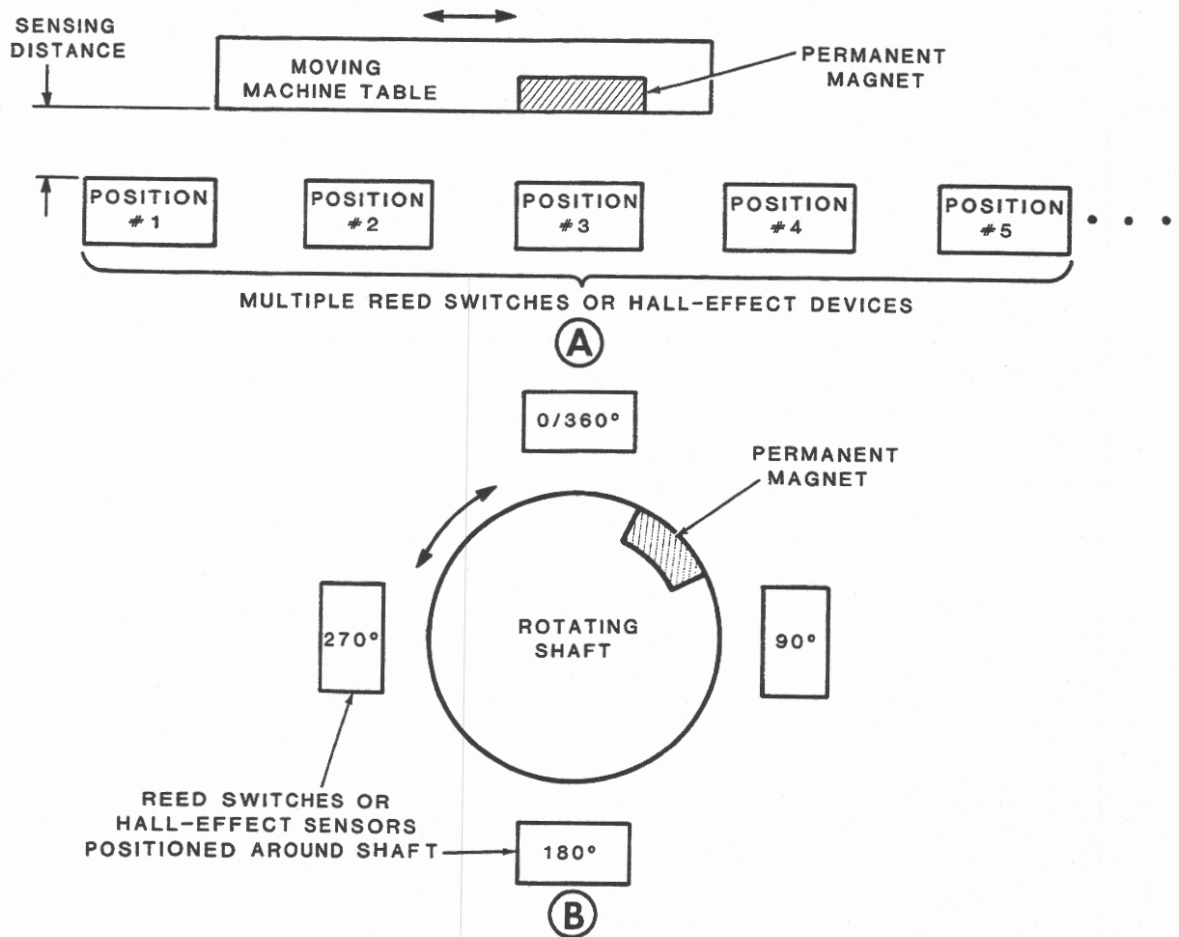 SENSING
DISTANCE
MOVING
MACHINE TABLE
PERMANENT
MAGNET
POSITION
#1
POSITION
#2
POSITION
#3
POSITION
#4
POSITION
#5
MULTIPLE REED SWITCHES OR HALL-EFFECT DEVICES
A
0/360°
PERMANENT
MAGNET
270°
ROTATING
SHAFT
90°
REED SWITCHES OR
HALL-EFFECT SENSORS
POSITIONED AROUND SHAFT
180°
B